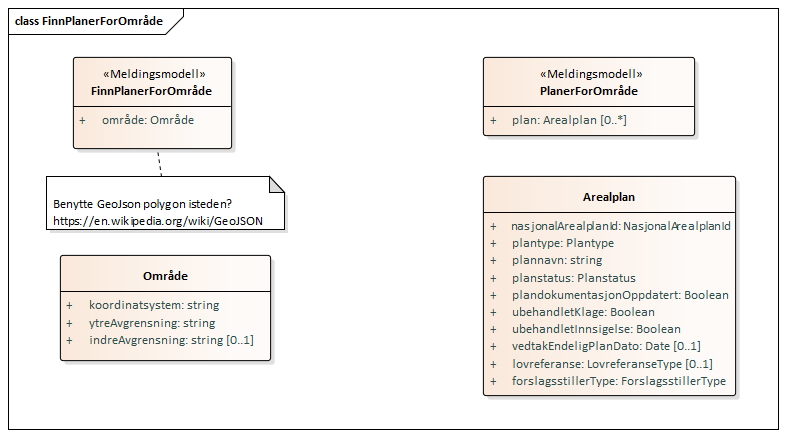 class FinnPlanerForOmråde
«Meldingsmodell»
FinnPlanerForOmråde
+ område: Område
Benytte GeoJson polygon isteden?
https://en.wikipedia.org/wiki/GeoJSON
Område
+ koordinatsystem: string
+ ytreAvgrensning: string
+ indreAvgrensning: string [0..1]
«Meldingsmodell»
PlanerForOmråde
+ plan: Arealplan [0..*]
Arealplan
+ nasjonalArealplanId: NasjonalArealplanId
+ plantype: Plantype
+ plannavn: string
+ planstatus: Planstatus
+ plandokumentasjonOppdatert: Boolean
+ ubehandletKlage: Boolean
+ ubehandletInnsigelse: Boolean
+ vedtakEndeligPlanDato: Date [0..1]
+ lovreferanse: LovreferanseType [0..1]
+ forslagsstillerType: ForslagsstillerType